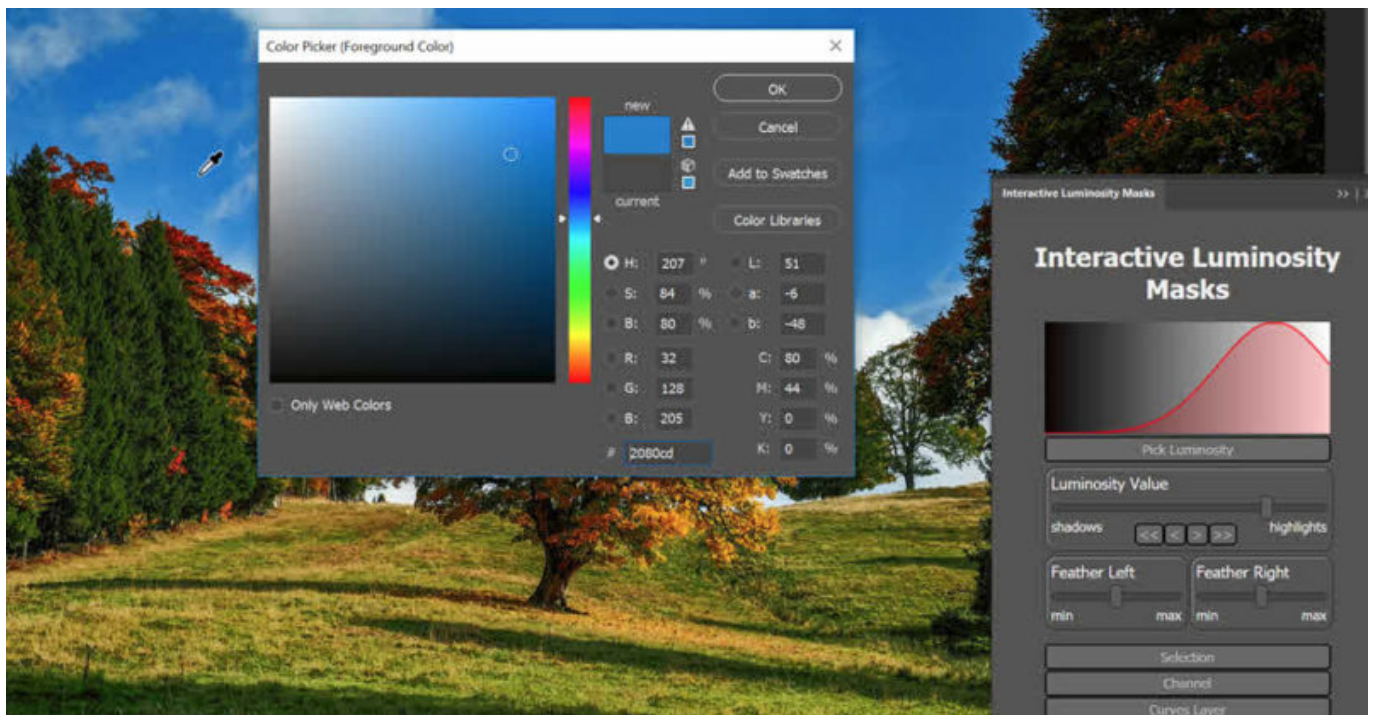 Color Picker (Foreground Color)
new
current
OK
Cancel
Add to Swatches
Color Libraries
H: 207 °
S: 84 %
B: 80 %
R: 32
G: 128
B: 205
# 2080cd
L: 51
a: -6
b: -48
C: 80 %
M: 44 %
Y: 0 %
K: 0 %
Only Web Colors
Interactive Luminosity Masks
>>
Interactive Luminosity
Masks
Pick Luminosity
Luminosity Value
shadows
<< < > >>
highlights
Feather Left
min max
Feather Right
min max
Selection
Channel
Curves Layer